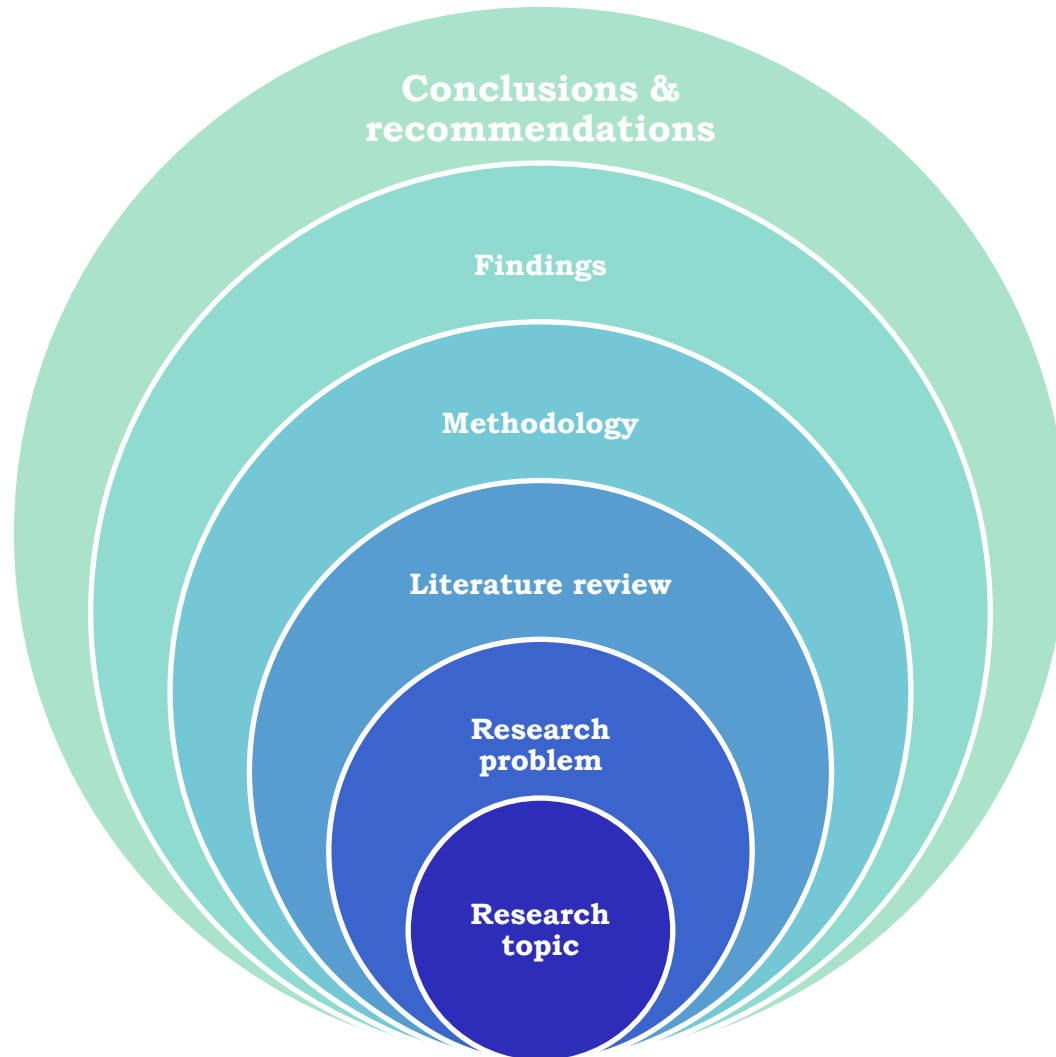 Conclusions &
recommendations
Findings
Methodology
Literature review
Research
problem
Research
topic